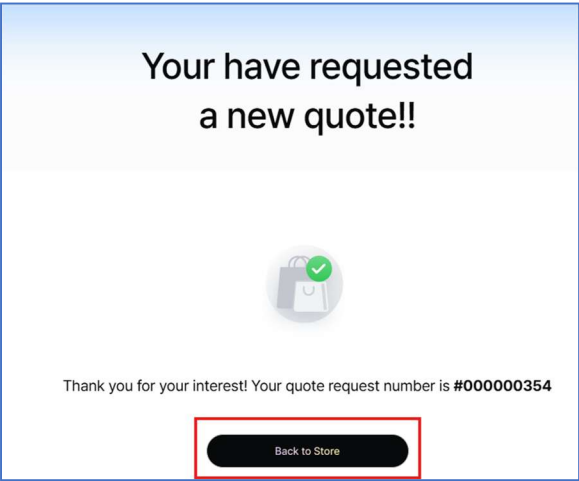 Your have requested
a new quote!!
Thank you for your interest! Your quote request number is #000000354
Back to Store